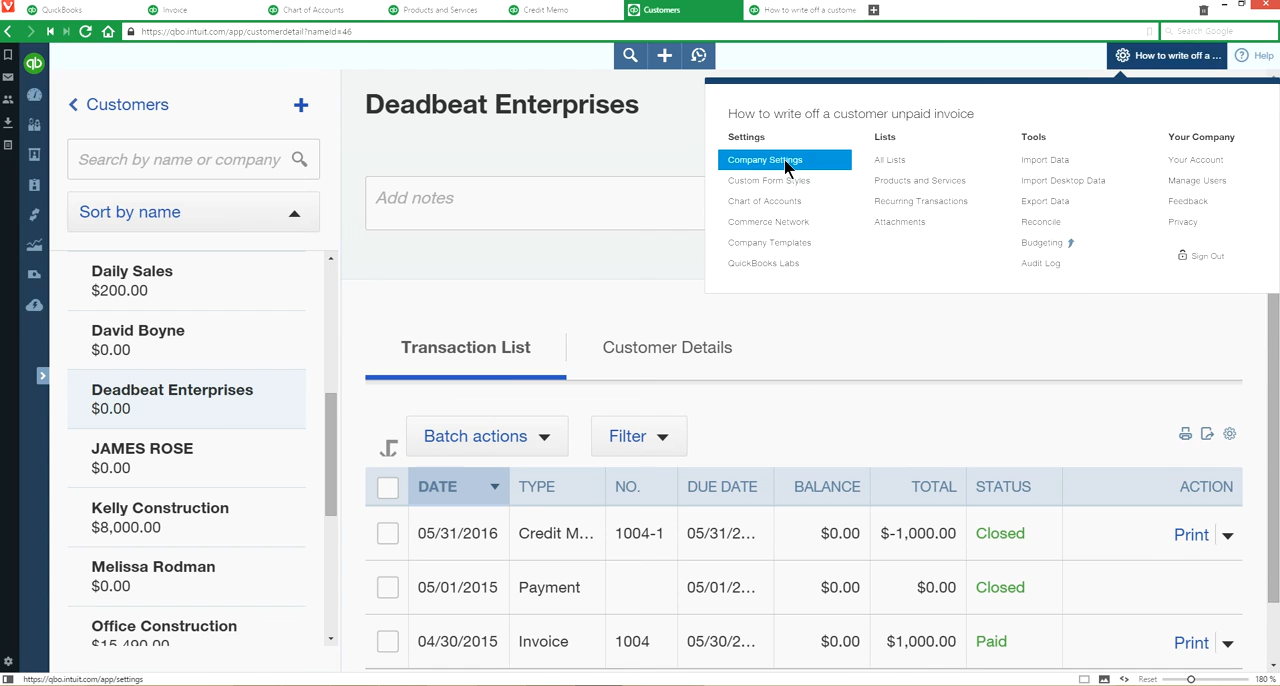 QuickBooks
Invoice
Chart of Accounts
Products and Services
Credit Memo
Customers
How to write off a custome
https://qbo.intuit.com/app/customerdetail?nameId=46
Search Google
qb
How to write off a ...
? Help
Customers
Deadbeat Enterprises
How to write off a customer unpaid invoice
Settings Lists Tools Your Company
Company Settings All Lists Import Data Your Account
Custom Form Styles Products and Services Import Desktop Data Manage Users
Chart of Accounts Recurring Transactions Export Data Feedback
Commerce Network Attachments Reconcile Privacy
Company Templates Budgeting
Sign Out
QuickBooks Labs Audit Log
Search by name or company
Add notes
Sort by name
Daily Sales
$200.00
David Boyne
$0.00
Deadbeat Enterprises
$0.00
JAMES ROSE
$0.00
Kelly Construction
$8,000.00
Melissa Rodman
$0.00
Office Construction
$15,490.00
Transaction List Customer Details
Batch actions Filter
DATE TYPE NO. DUE DATE BALANCE TOTAL STATUS ACTION
05/31/2016 Credit M... 1004-1 05/31/2... $0.00 $-1,000.00 Closed Print
05/01/2015 Payment 05/01/2... $0.00 $0.00 Closed
04/30/2015 Invoice 1004 05/30/2... $0.00 $1,000.00 Paid Print
https://qbo.intuit.com/app/settings
Reset 180 %